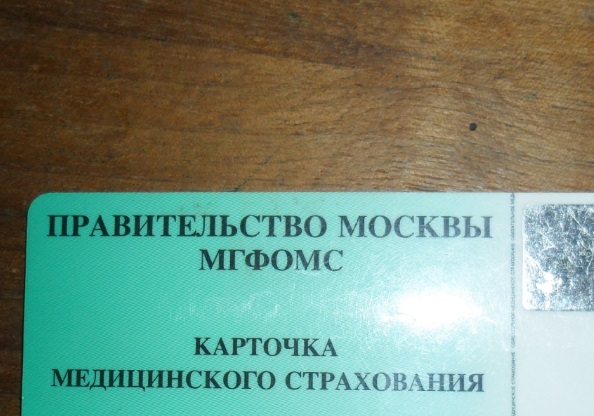 ПРАВИТЕЛЬСТВО МОСКВЫ
МГФОМС
КАРТОЧКА
МЕДИЦИНСКОГО СТРАХОВАНИЯ